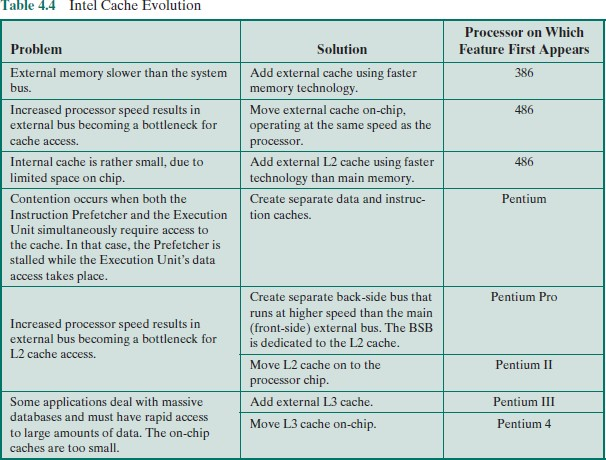 Table 4.4 Intel Cache Evolution
Problem
Solution
Processor on Which
Feature First Appears
External memory slower than the system
bus.
Add external cache using faster
memory technology.
386
Increased processor speed results in
external bus becoming a bottleneck for
cache access.
Move external cache on-chip,
operating at the same speed as the
processor.
486
Internal cache is rather small, due to
limited space on chip.
Add external L2 cache using faster
technology than main memory.
486
Contention occurs when both the
Instruction Prefetcher and the Execution
Unit simultaneously require access to
the cache. In that case, the Prefetcher is
stalled while the Execution Unit's data
access takes place.
Create separate data and instruc-
tion caches.
Pentium
Increased processor speed results in
external bus becoming a bottleneck for
L2 cache access.
Create separate back-side bus that
runs at higher speed than the main
(front-side) external bus. The BSB
is dedicated to the L2 cache.
Pentium Pro
Move L2 cache on to the
processor chip.
Pentium II
Some applications deal with massive
databases and must have rapid access
to large amounts of data. The on-chip
caches are too small.
Add external L3 cache.
Pentium III
Move L3 cache on-chip.
Pentium 4